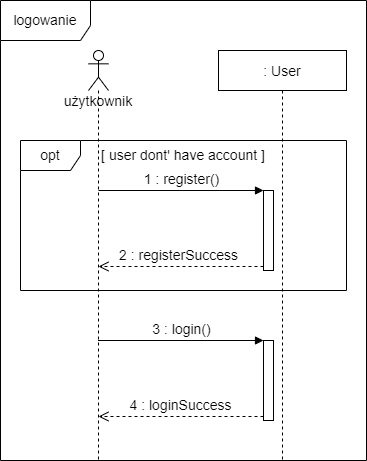 logowanie
użytkownik
: User
opt
[ user dont' have account ]
1 : register()
2 : registerSuccess
3 : login()
4 : loginSuccess